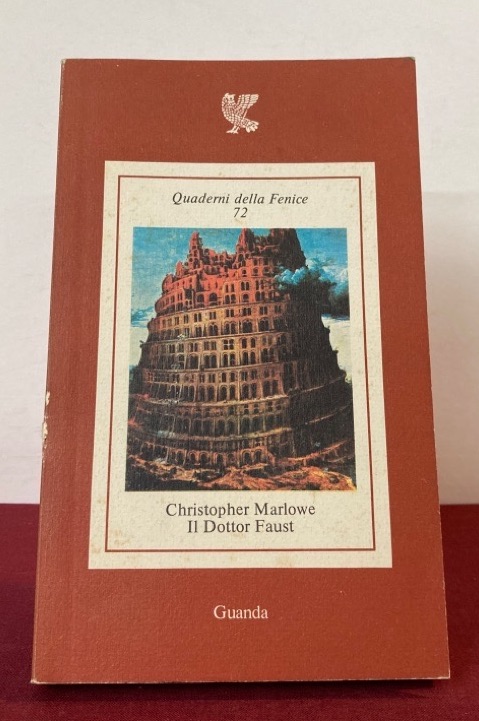 Quaderni della Fenice
72
Christopher Marlowe
Il Dottor Faust
Guanda